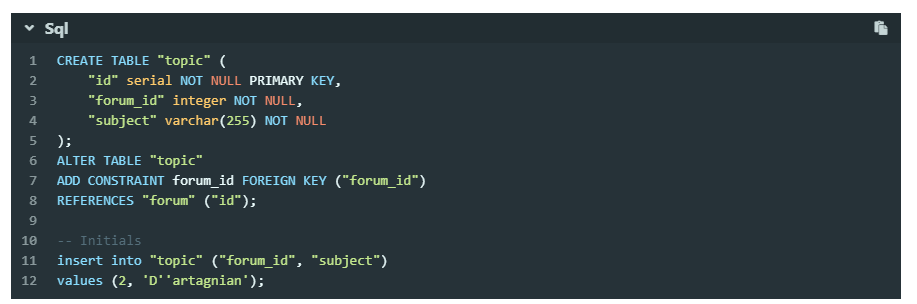 Sql
1 CREATE TABLE "topic" (
2     "id" serial NOT NULL PRIMARY KEY,
3     "forum_id" integer NOT NULL,
4     "subject" varchar(255) NOT NULL
5 );
6 ALTER TABLE "topic"
7 ADD CONSTRAINT forum_id FOREIGN KEY ("forum_id")
8 REFERENCES "forum" ("id");
9
10 -- Initials
11 insert into "topic" ("forum_id", "subject")
12 values (2, 'D''artagnian');